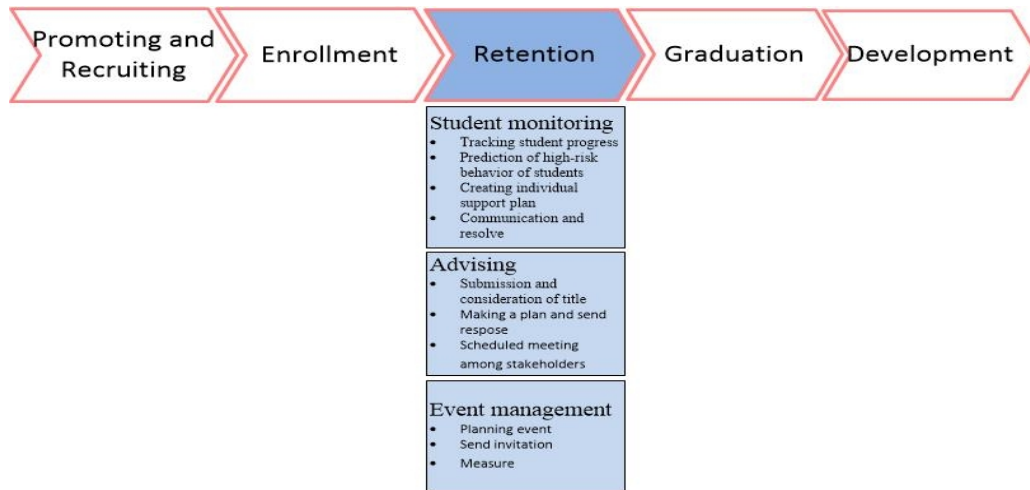 Promoting and
Recruiting
Enrollment
Retention
Graduation
Development
Student monitoring
• Tracking student progress
• Prediction of high-risk
behavior of students
• Creating individual
support plan
• Communication and
resolve
Advising
• Submission and
consideration of title
• Making a plan and send
respose
• Scheduled meeting
among stakeholders
Event management
• Planning event
• Send invitation
• Measure